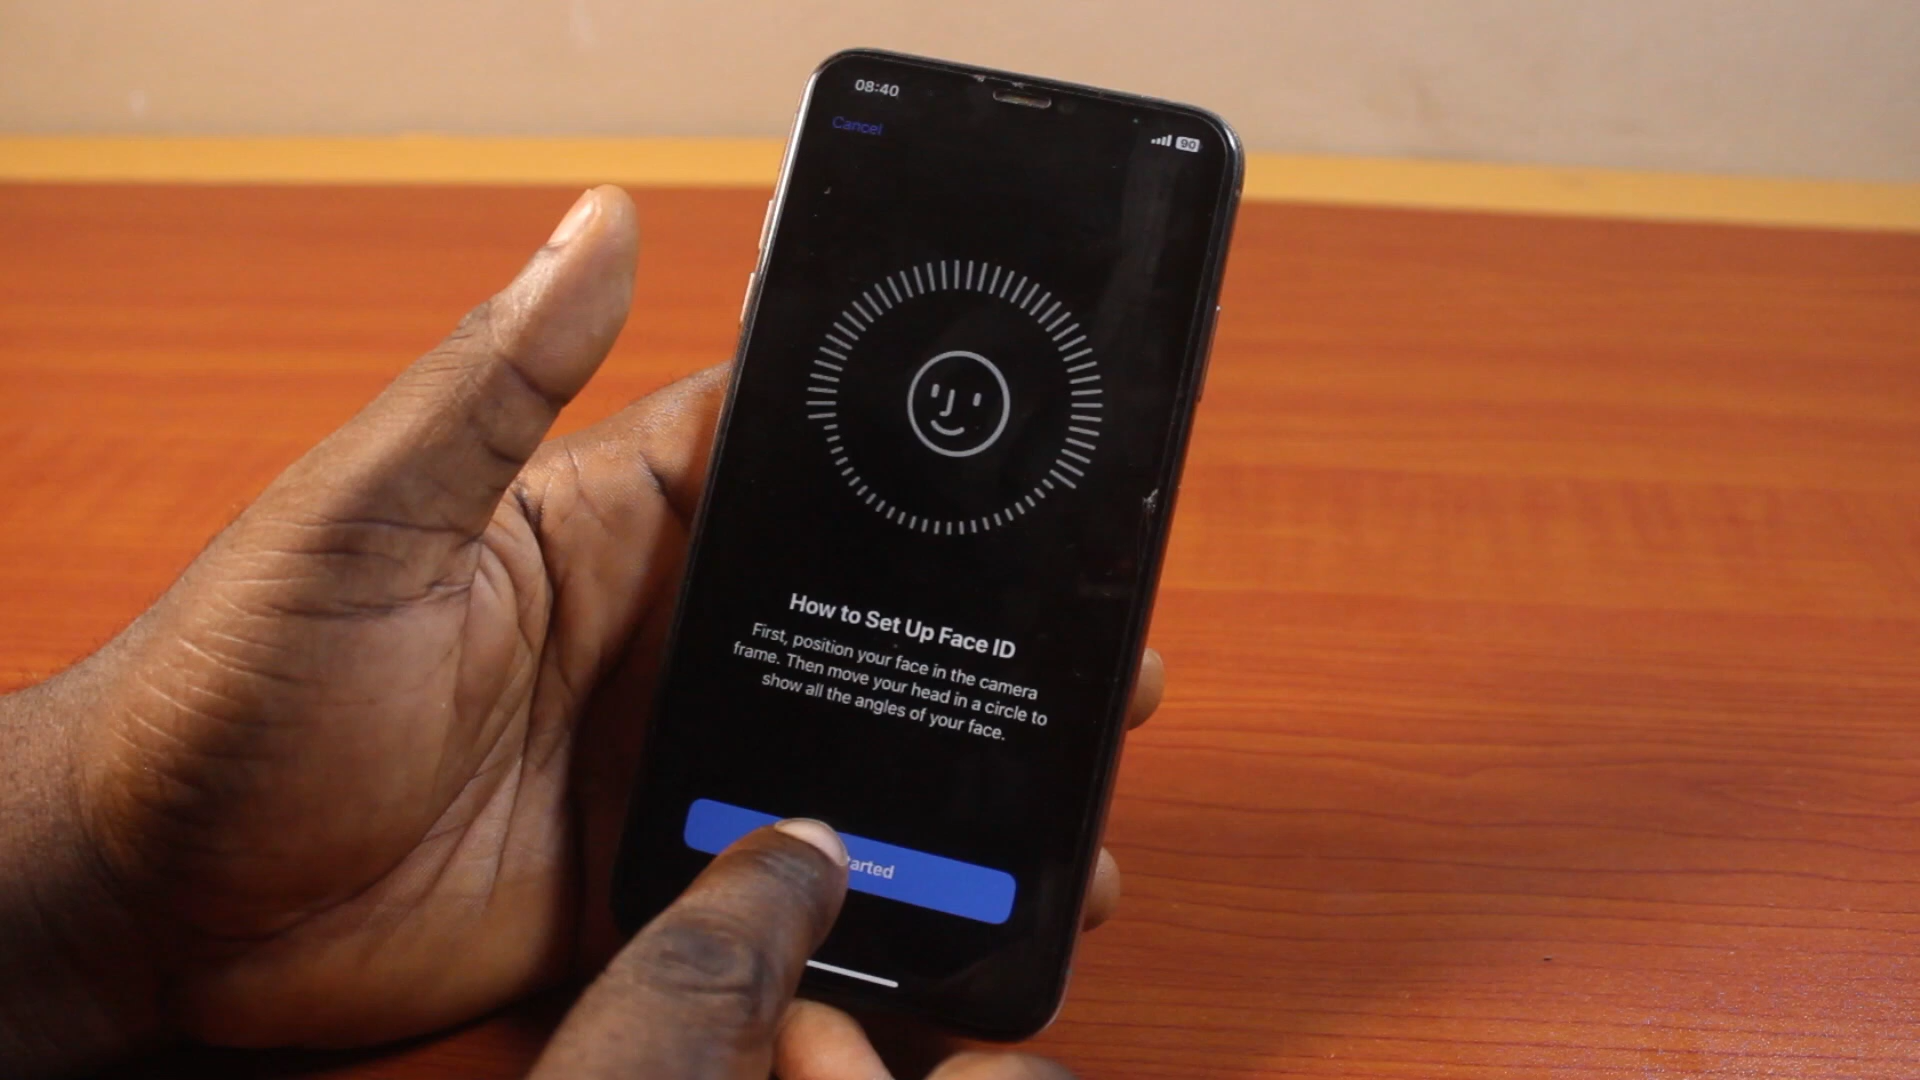 08:40
90
Cancel
How to Set Up Face ID
First, position your face in the camera
frame. Then move your head in a circle to
show all the angles of your face.
arted